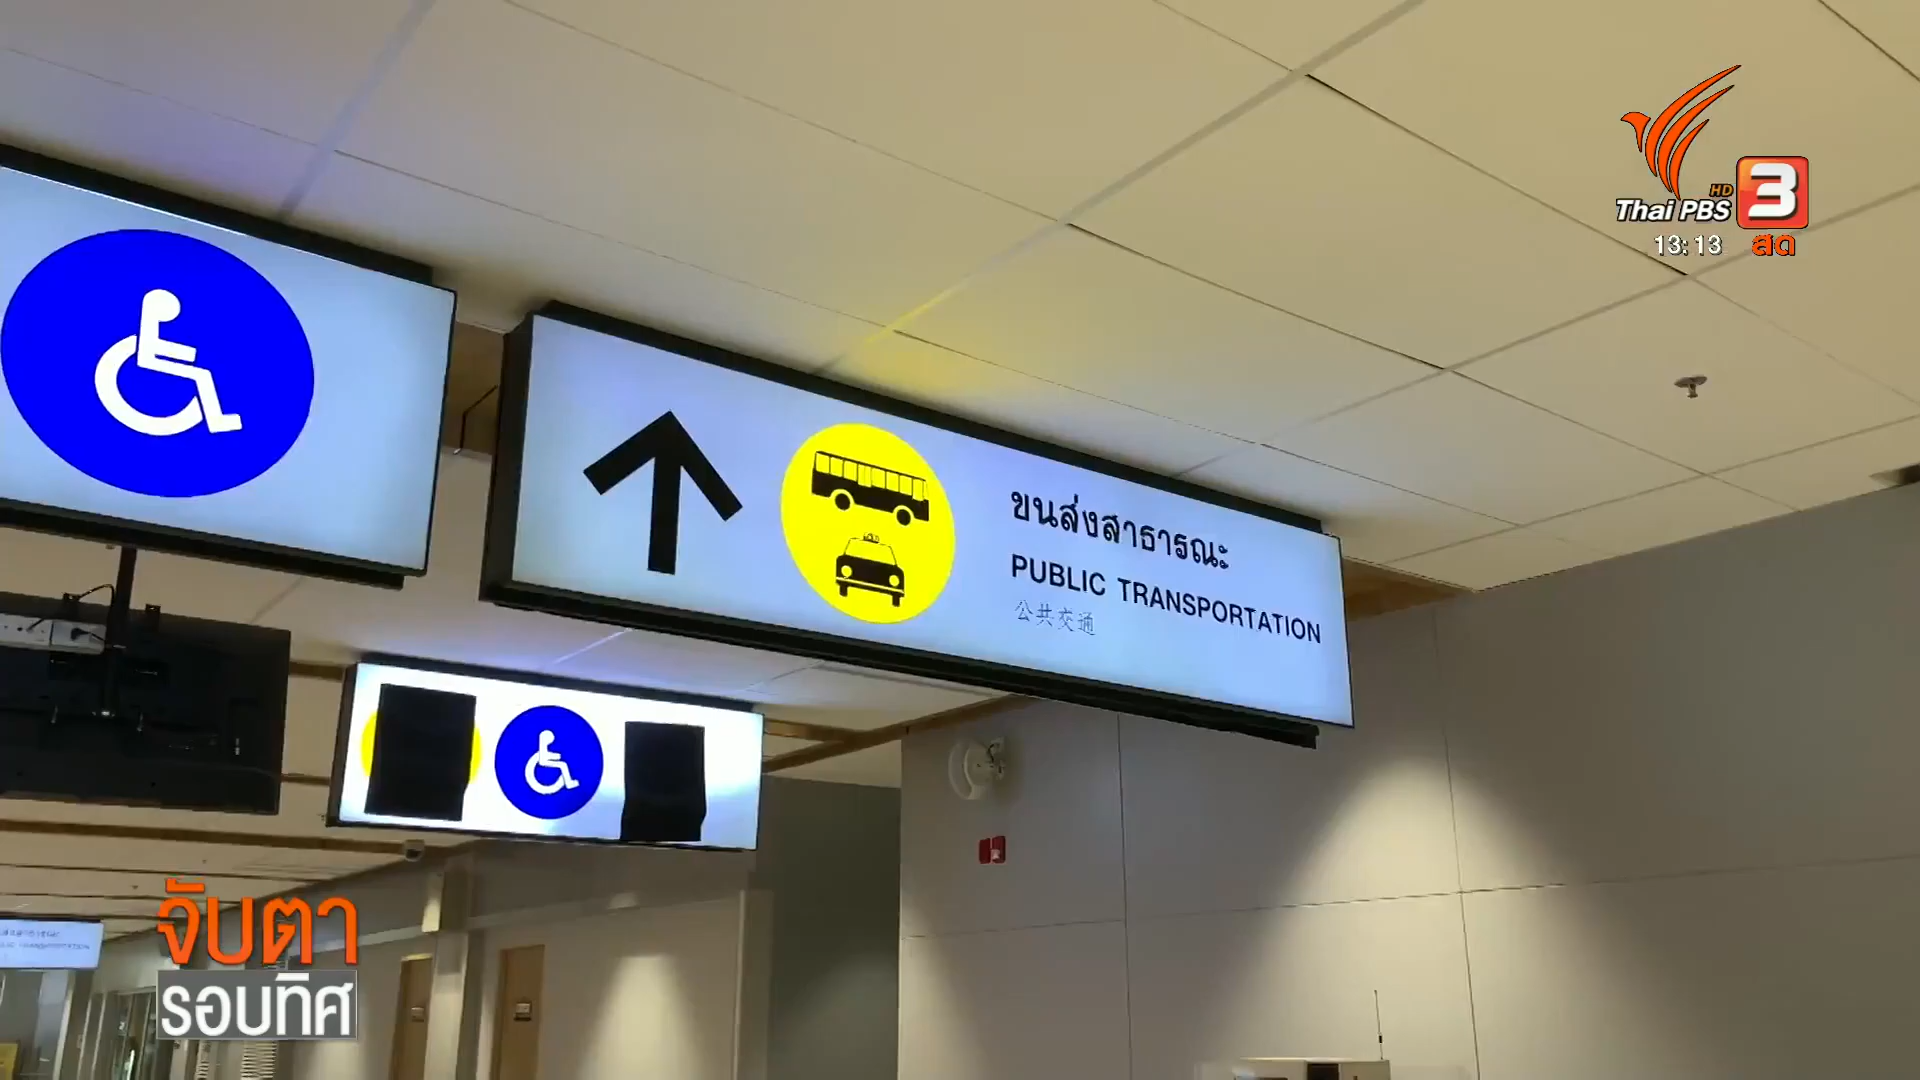 HD
Thai PBS 3
13:13 สด
ขนส่งสาธารณะ
PUBLIC TRANSPORTATION
公共交通
จับตา
รอบทิศ